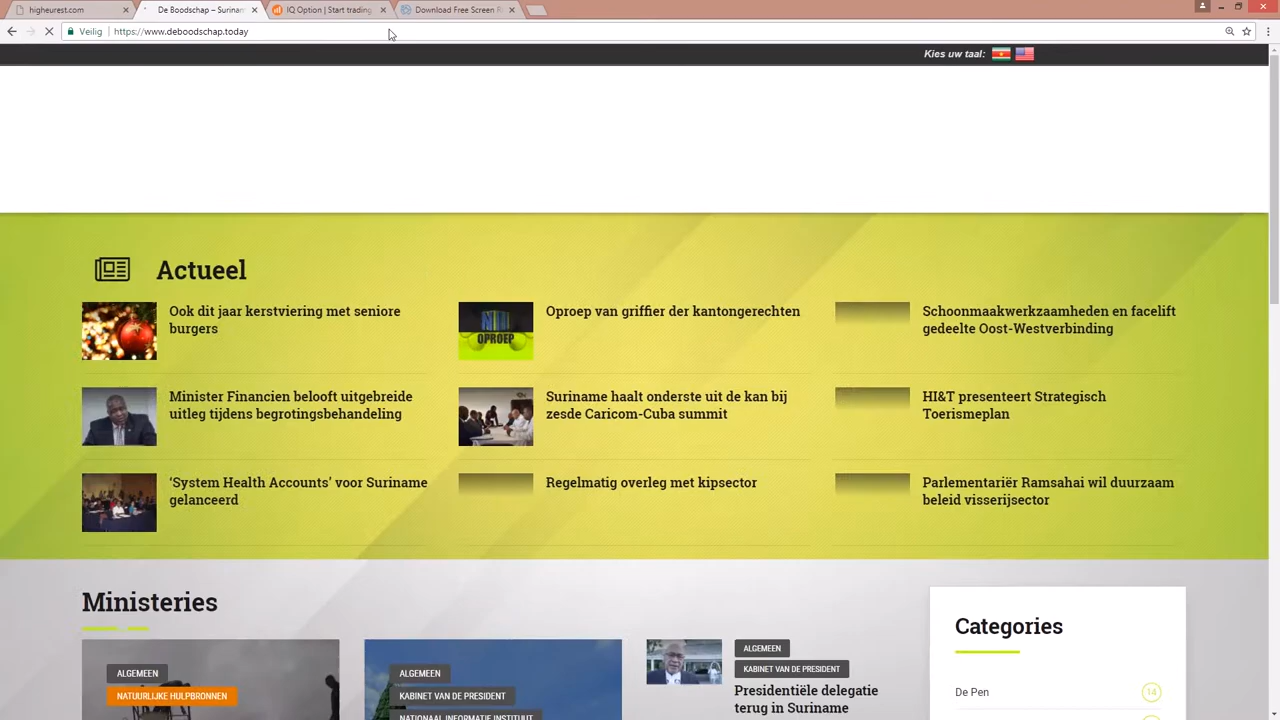 higheurest.com
De Boodschap – Surinam
IQ Option | Start trading
Download Free Screen R
Veilig
https://www.deboodschap.today
Kies uw taal:
Actueel
Ook dit jaar kerstviering met seniore
burgers
Oproep van griffier der kantongerechten
OPROEP
Schoonmaakwerkzaamheden en facelift
gedeelte Oost-Westverbinding
Minister Financien belooft uitgebreide
uitleg tijdens begrotingsbehandeling
Suriname haalt onderste uit de kan bij
zesde Caricom-Cuba summit
HI&T presenteert Strategisch
Toerismeplan
‘System Health Accounts’ voor Suriname
gelanceerd
Regelmatig overleg met kipsector
Parlementariër Ramsahai wil duurzaam
beleid visserijsector
Ministeries
ALGEMEEN
NATUURLIJKE HULPBRONNEN
ALGEMEEN
KABINET VAN DE PRESIDENT
NATIONAAL INFORMATIE INSTITUUT
ALGEMEEN
KABINET VAN DE PRESIDENT
Presidentiële delegatie
terug in Suriname
Categories
De Pen
14